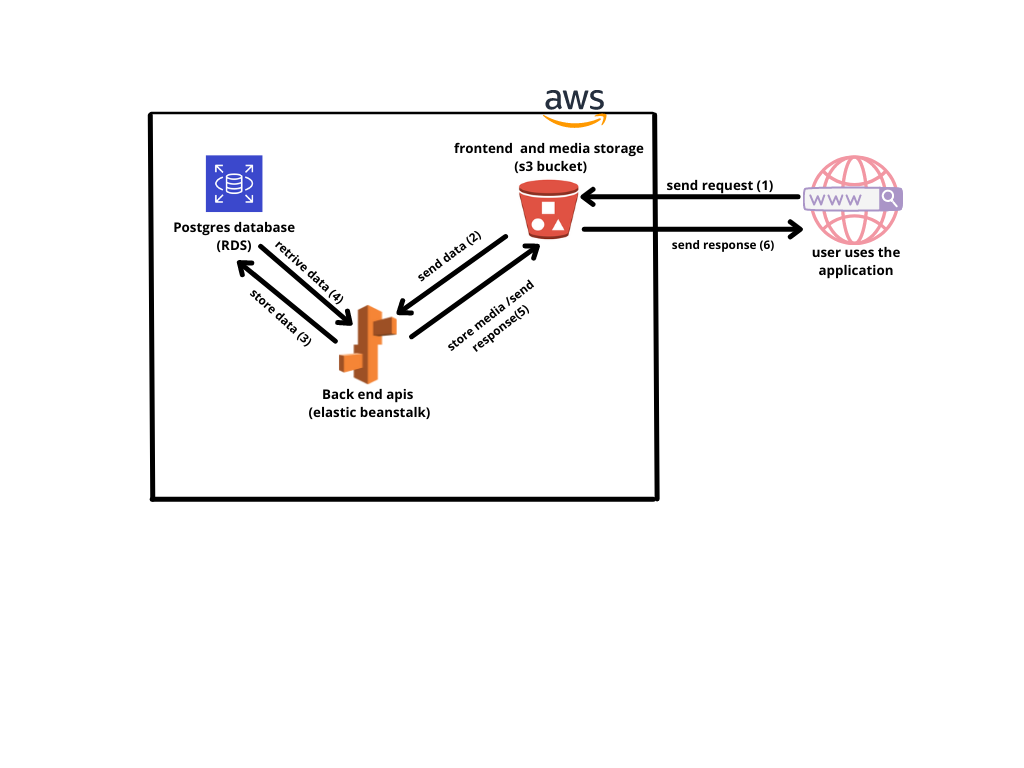 aws
frontend  and media storage
(s3 bucket)
send request (1)
WWW
send response (6)
user uses the
application
Postgres database
(RDS)
retrive data (4)
store data (3)
send data (2)
store media /send
response(5)
Back end apis
(elastic beanstalk)